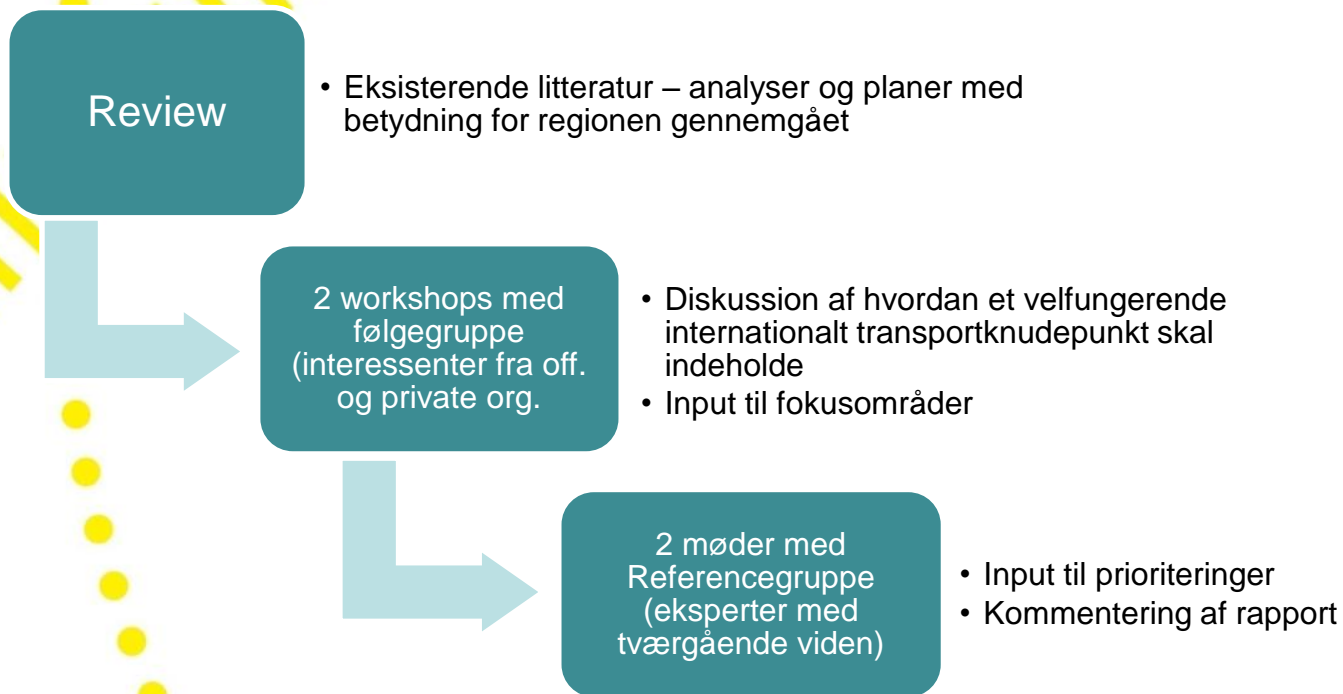 Review
• Eksisterende litteratur – analyser og planer med
betydning for regionen gennemgået
2 workshops med
følgegruppe
(interessenter fra off.
og private org.
• Diskussion af hvordan et velfungerende
internationalt transportknudepunkt skal
indeholde
• Input til fokusområder
2 møder med
Referencegruppe
(eksperter med
tværgående viden)
• Input til prioriteringer
• Kommentering af rapport